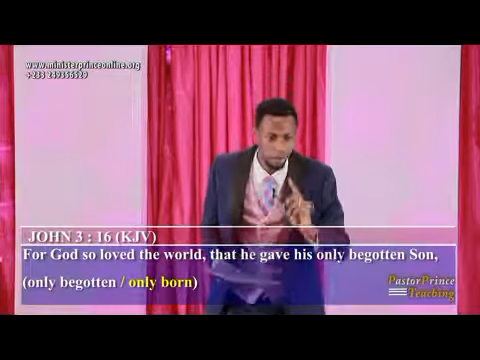 www.ministerprinceonline.org
+233 249356529
JOHN 3 : 16 (KJV)
For God so loved the world, that he gave his only begotten Son,
(only begotten / only born)
PastorPrince
Teaching